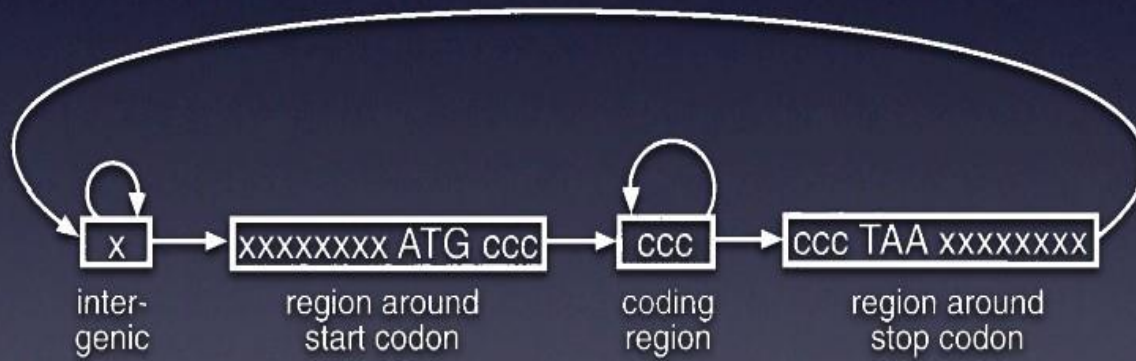 x
xxxxxxxx ATG ccc
ccc
ccc TAA xxxxxxxx
inter-
genic
region around
start codon
coding
region
region around
stop codon